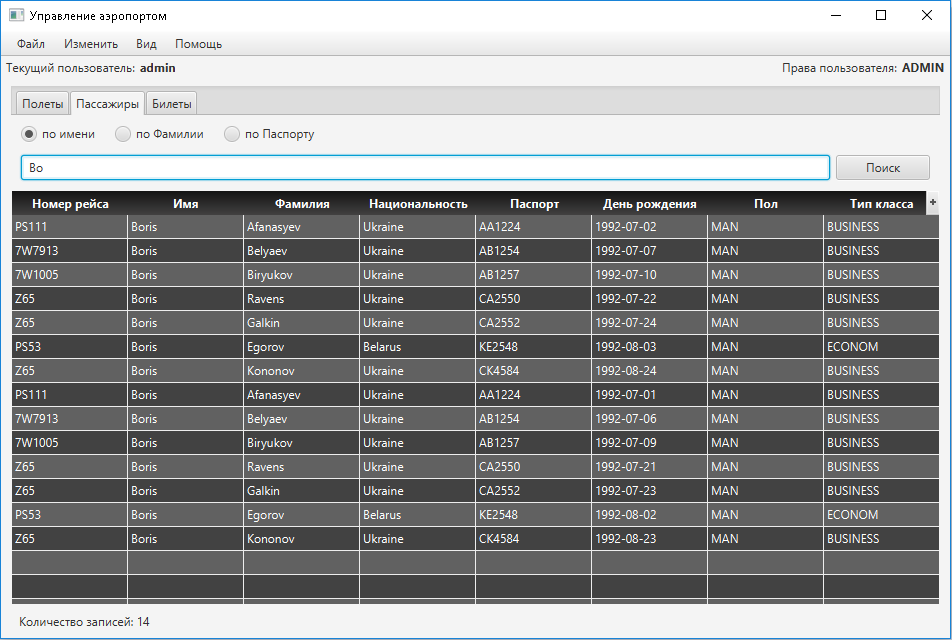 Управление аэропортом
Файл Изменить Вид Помощь
Текущий пользователь: admin Права пользователя: ADMIN
Полеты Пассажиры Билеты
по имени по Фамилии по Паспорту
Bo Поиск
Номер рейса Имя Фамилия Национальность Паспорт День рождения Пол Тип класса +
PS111 Boris Afanasyev Ukraine AA1224 1992-07-02 MAN BUSINESS
7W7913 Boris Belyaev Ukraine AB1254 1992-07-07 MAN BUSINESS
7W1005 Boris Biryukov Ukraine AB1257 1992-07-10 MAN BUSINESS
Z65 Boris Ravens Ukraine CA2550 1992-07-22 MAN BUSINESS
Z65 Boris Galkin Ukraine CA2552 1992-07-24 MAN BUSINESS
PS53 Boris Egorov Belarus KE2548 1992-08-03 MAN ECONOM
Z65 Boris Kononov Ukraine CK4584 1992-08-24 MAN BUSINESS
PS111 Boris Afanasyev Ukraine AA1224 1992-07-01 MAN BUSINESS
7W7913 Boris Belyaev Ukraine AB1254 1992-07-06 MAN BUSINESS
7W1005 Boris Biryukov Ukraine AB1257 1992-07-09 MAN BUSINESS
Z65 Boris Ravens Ukraine CA2550 1992-07-21 MAN BUSINESS
Z65 Boris Galkin Ukraine CA2552 1992-07-23 MAN BUSINESS
PS53 Boris Egorov Belarus KE2548 1992-08-02 MAN ECONOM
Z65 Boris Kononov Ukraine CK4584 1992-08-23 MAN BUSINESS
Количество записей: 14